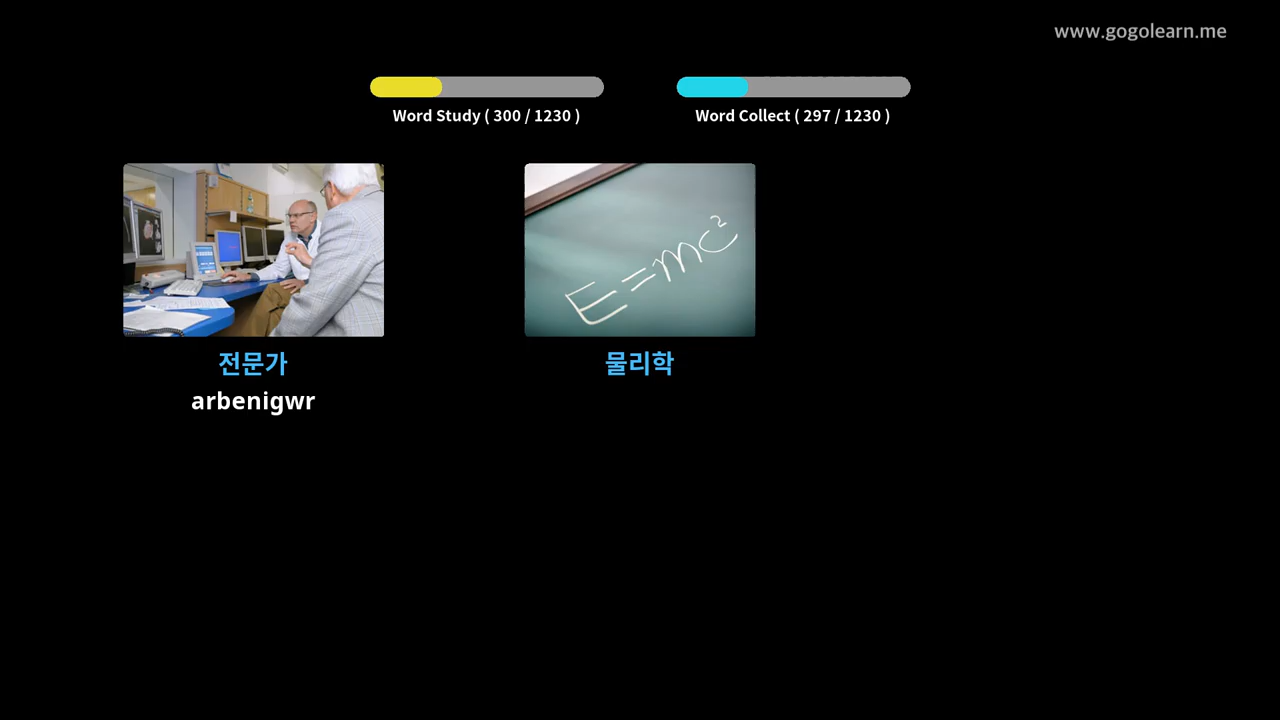 www.gogolearn.me
Word Study ( 300 / 1230 )
Word Collect ( 297 / 1230 )
E=mc²
전문가
물리학
arbenigwr